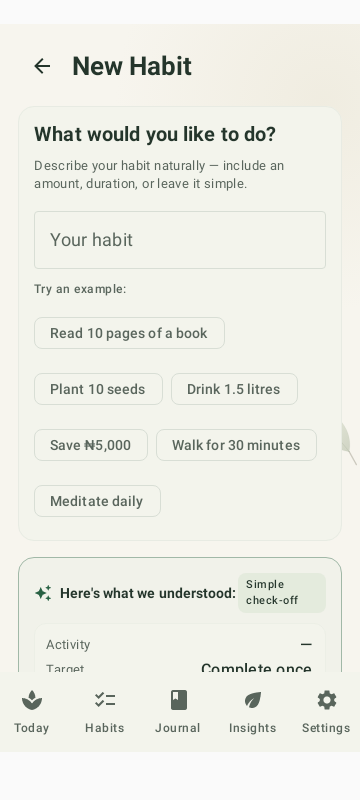 New Habit
What would you like to do?
Describe your habit naturally — include an
amount, duration, or leave it simple.
Your habit
Try an example:
Read 10 pages of a book
Plant 10 seeds
Drink 1.5 litres
Save ₦5,000
Walk for 30 minutes
Meditate daily
Here's what we understood:
Simple
check-off
Activity —
Target Complete once
Today
Habits
Journal
Insights
Settings